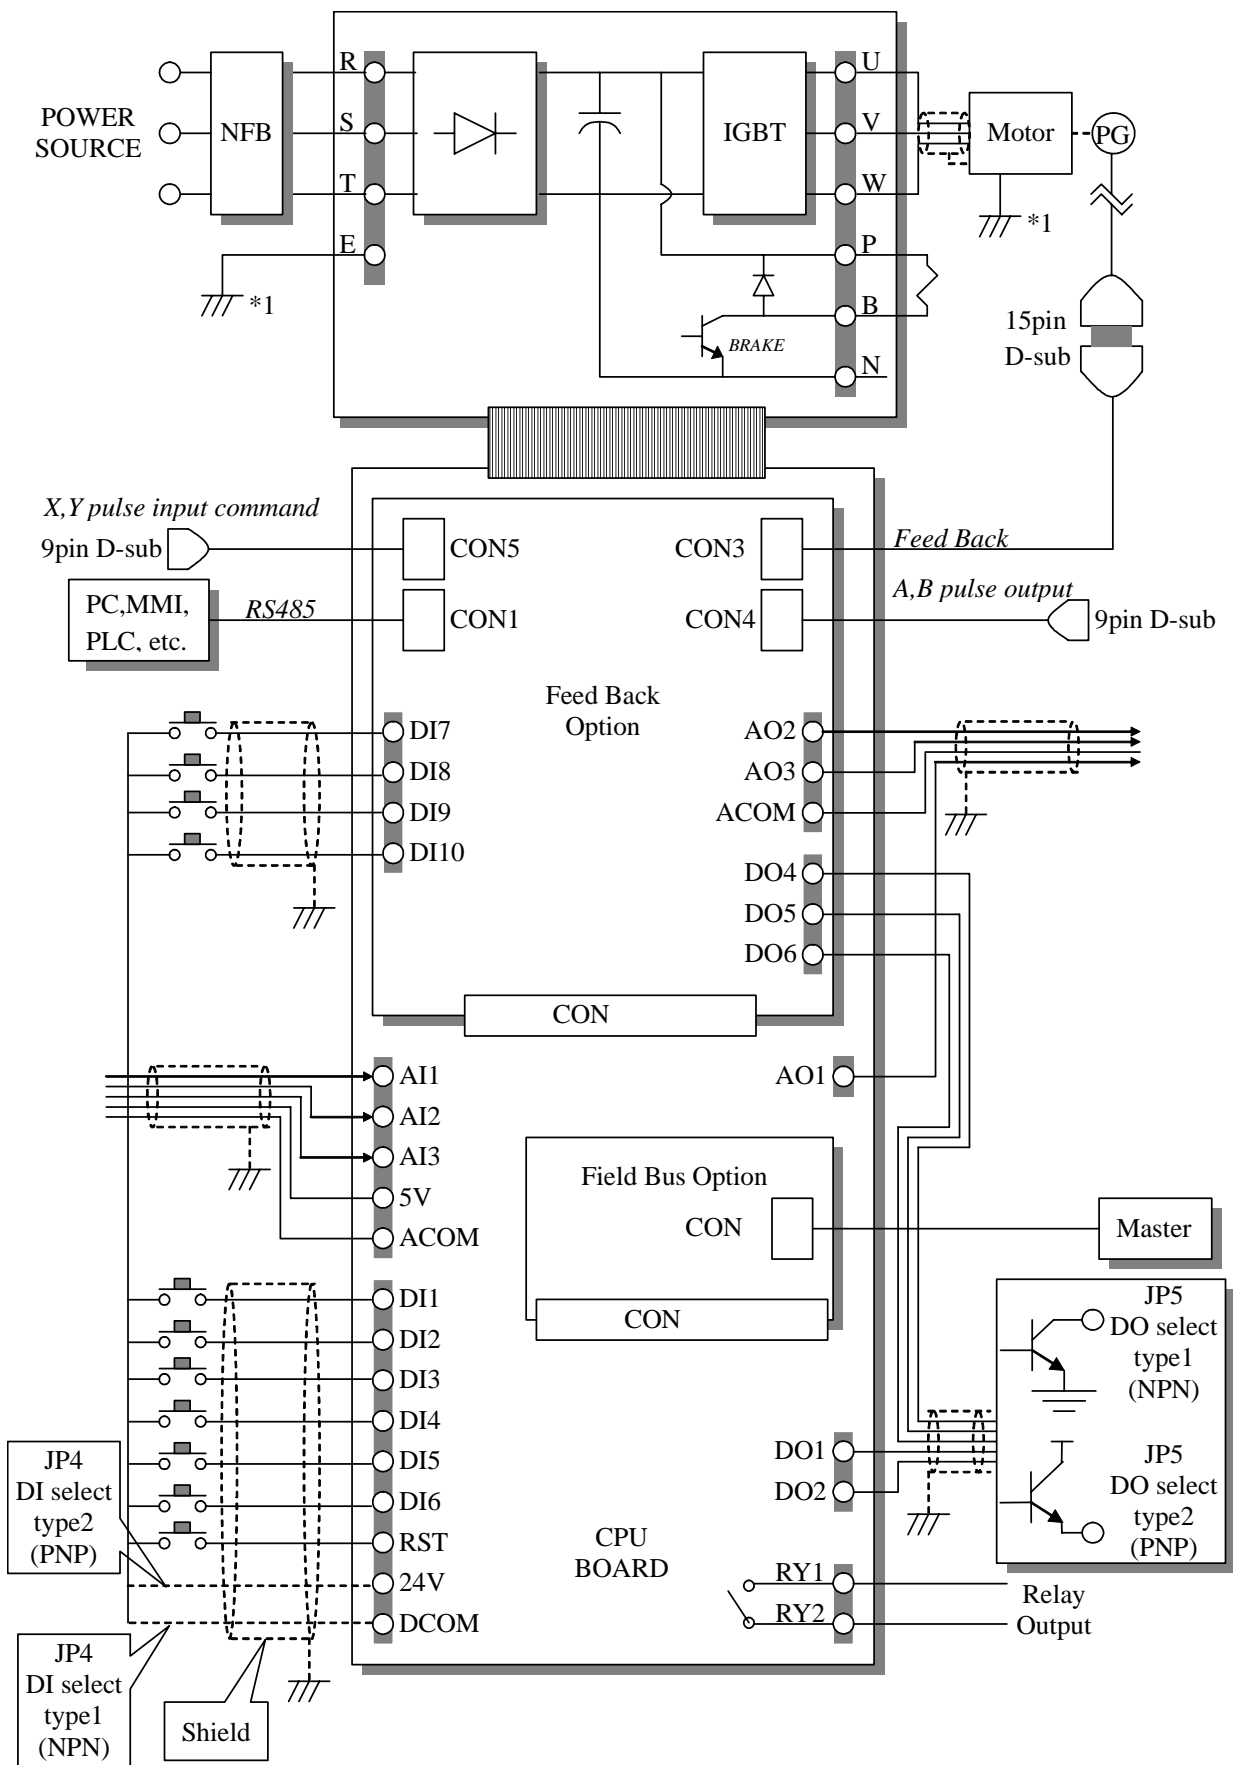 POWER
SOURCE
NFB
R
S
T
E
*1
IGBT
U
V
W
P
B
N
BRAKE
Motor
PG
*1
15pin
D-sub
X,Y pulse input command
9pin D-sub
CON5
CON3
Feed Back
PC,MMI,
PLC, etc.
RS485
CON1
CON4
A,B pulse output
9pin D-sub
Feed Back
Option
DI7
DI8
DI9
DI10
AO2
AO3
ACOM
DO4
DO5
DO6
CON
AI1
AI2
AI3
5V
ACOM
AO1
Field Bus Option
CON
CON
Master
DI1
DI2
DI3
DI4
DI5
DI6
RST
24V
DCOM
JP5
DO select
type1
(NPN)
JP5
DO select
type2
(PNP)
DO1
DO2
CPU
BOARD
RY1
RY2
Relay
Output
JP4
DI select
type2
(PNP)
JP4
DI select
type1
(NPN)
Shield